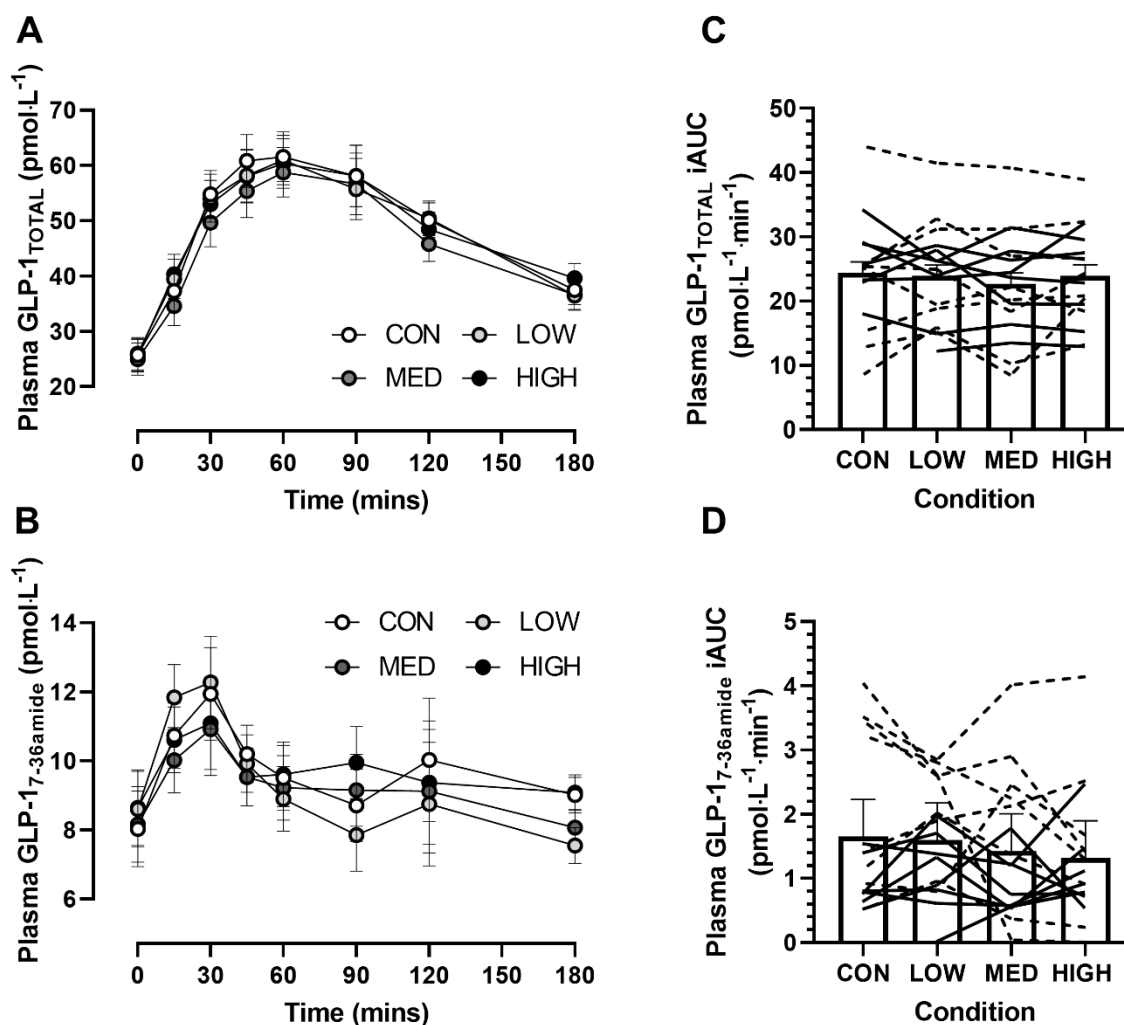 A
Plasma GLP-1TOTAL (pmol·L-1)
70
60
50
40
30
20
CON LOW
MED HIGH
0 30 60 90 120 150 180
Time (mins)
B
Plasma GLP-17-36amide (pmol·L-1)
14
12
10
8
6
CON LOW
MED HIGH
0 30 60 90 120 150 180
Time (mins)
C
Plasma GLP-1TOTAL iAUC
(pmol·L-1·min-1)
50
40
30
20
10
0
CON LOW MED HIGH
Condition
D
Plasma GLP-17-36amide iAUC
(pmol·L-1·min-1)
5
4
3
2
1
0
CON LOW MED HIGH
Condition